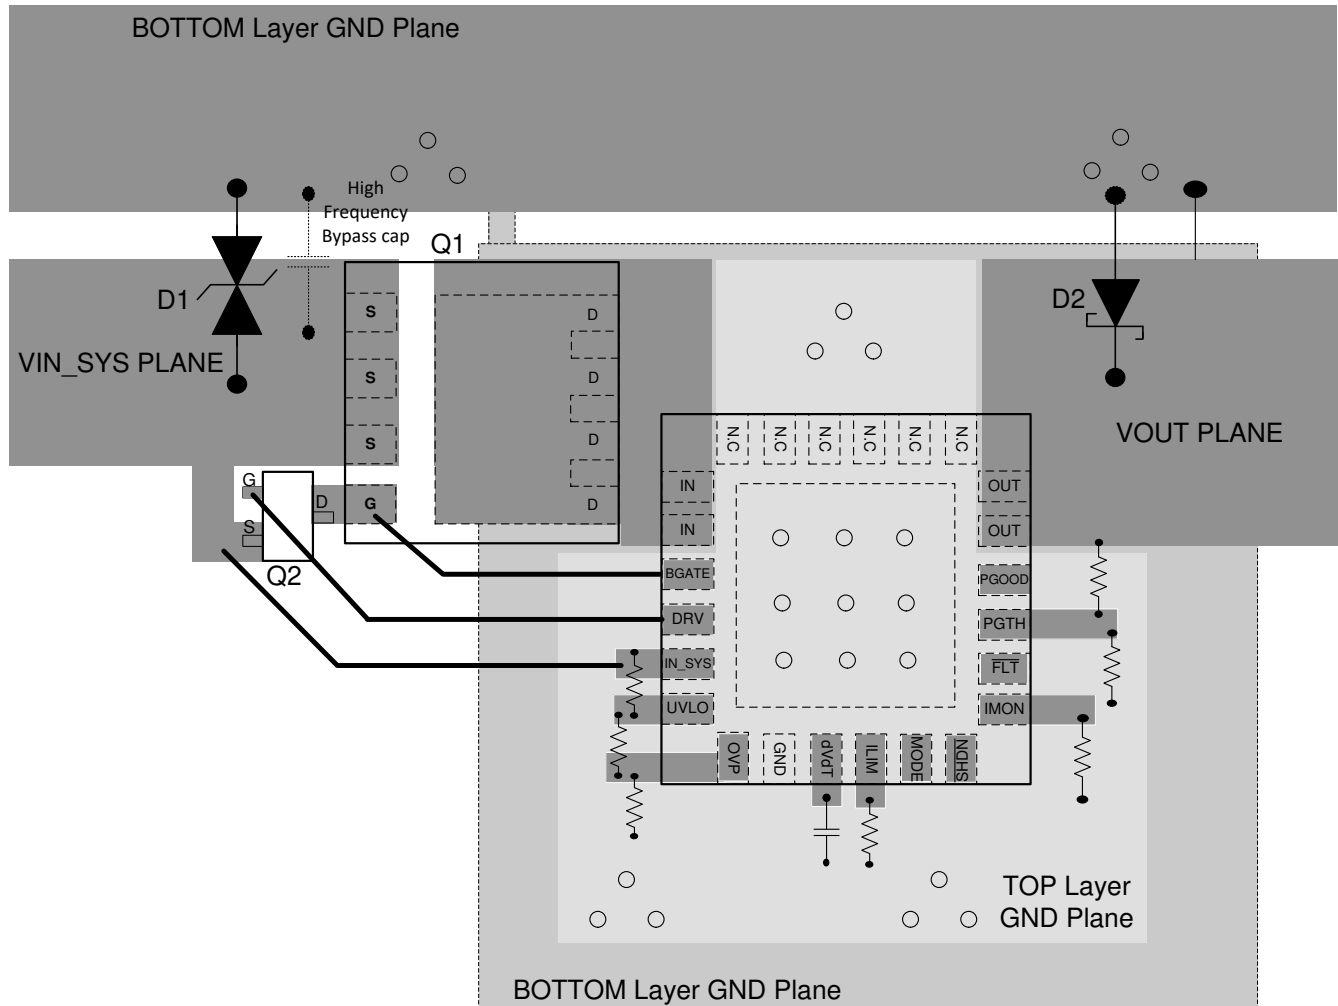 BOTTOM Layer GND Plane
High
Frequency
Bypass cap
Q1
D1
D2
VIN_SYS PLANE
VOUT PLANE
S
S
S
G
D
D
D
D
G
S
D
Q2
N.C
N.C
N.C
N.C
N.C
N.C
IN
IN
BGATE
DRV
IN_SYS
UVLO
OUT
OUT
PGOOD
PGTH
FLT
IMON
OVP
GND
dVdT
ILIM
MODE
SHDN
TOP Layer
GND Plane
BOTTOM Layer GND Plane